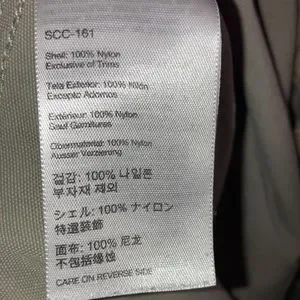 SCC-161
Shell: 100% Nylon
Exclusive of Trims
Tela Exterior: 100% Nilón
Excepto Adornos
Extérieur: 100% Nylon
Sauf Garnitures
Obermaterial: 100% Nylon
Ausser Verzierung
겉감: 100% 나일론
부자재 제외
シェル: 100% ナイロン
特還装飾
面布: 100% 尼龙
不包括缘蚀
CARE ON REVERSE SIDE